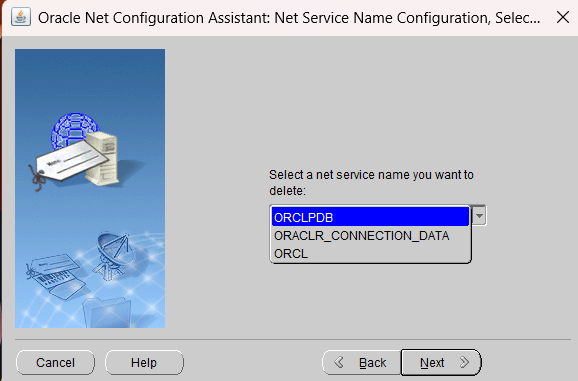 Oracle Net Configuration Assistant: Net Service Name Configuration, Selec...
Select a net service name you want to
delete:
ORCLPDB
ORACLR_CONNECTION_DATA
ORCL
Cancel
Help
Back
Next